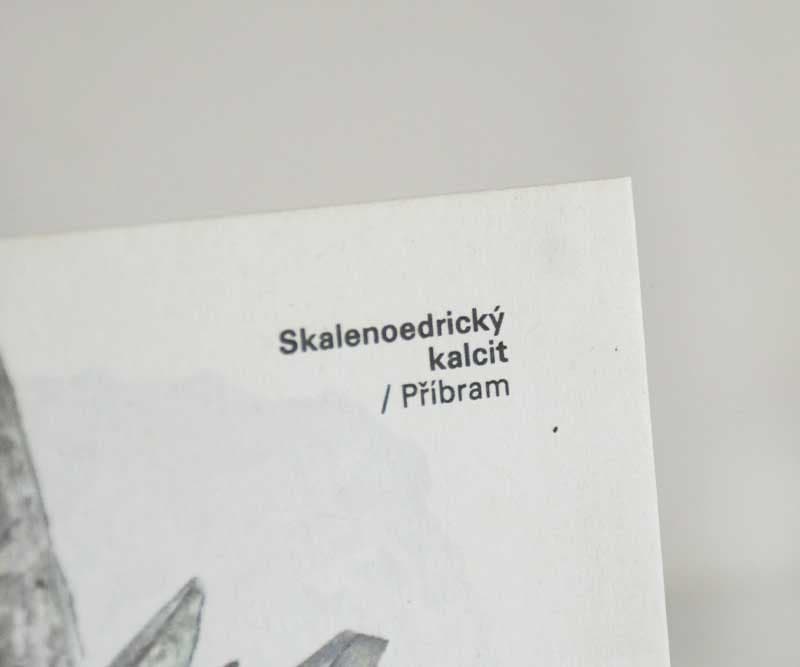 Skalenoedrický
kalcit
/ Příbram